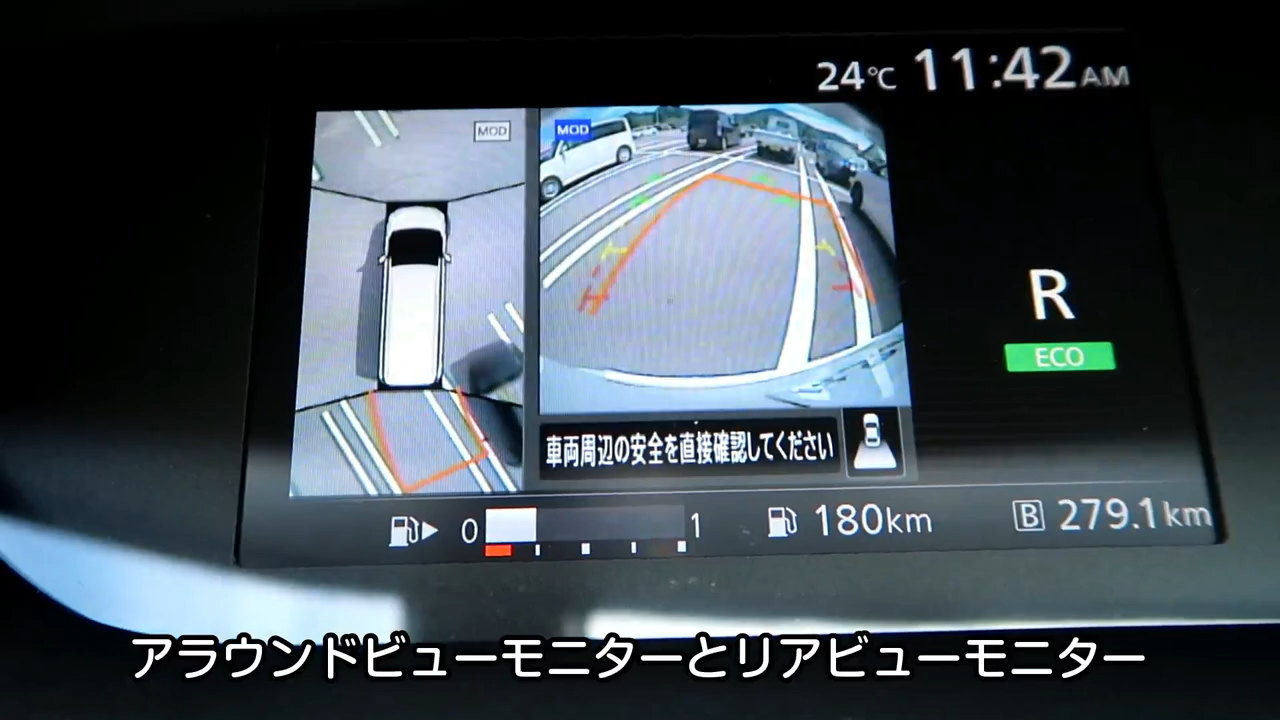 24℃ 11:42AM
MOD
MOD
R
ECO
車両周辺の安全を直接確認してください
0 1 180km B 279.1km
アラウンドビューモニターとリアビューモニター